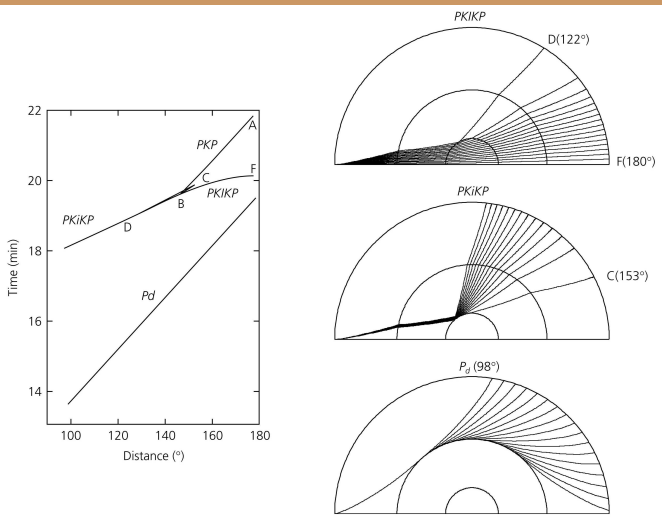 22
20
18
16
14
Time (min)
100 120 140 160 180
Distance (°)
A
PKP
F
C
PKIKP
B
PKiKP
D
Pd
PKIKP
D(122°)
F(180°)
PKiKP
C(153°)
Pd (98°)